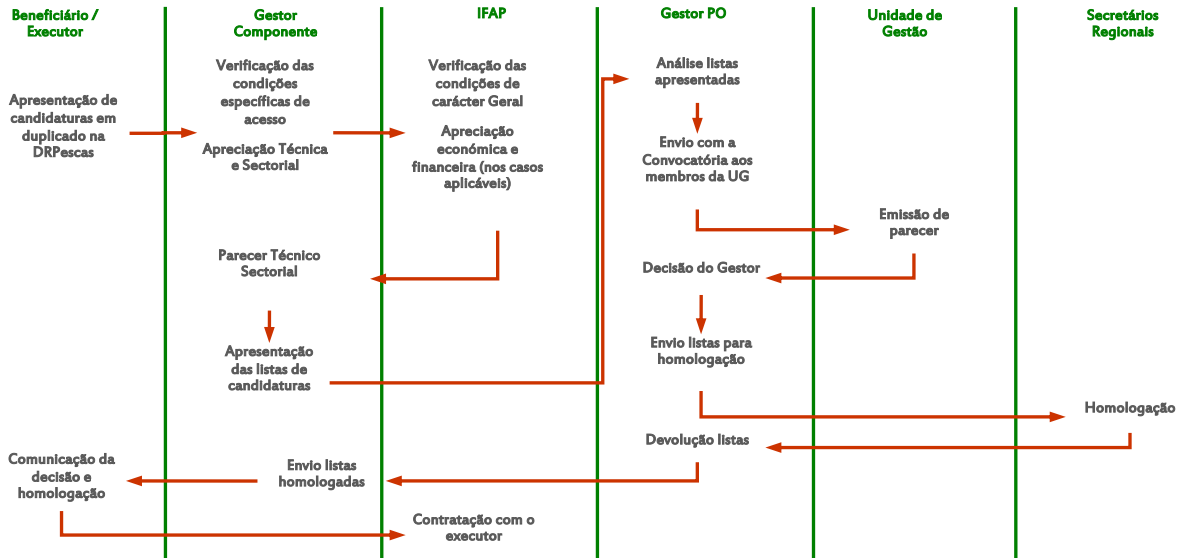 Beneficiário /
Executor
Gestor
Componente
IFAP
Gestor PO
Unidade de
Gestão
Secretários
Regionais
Apresentação de
candidaturas em
duplicado na
DRPescas
Verificação das
condições
específicas de
acesso
Apreciação Técnica
e Sectorial
Verificação das
condições de
carácter Geral
Apreciação
económica e
financeira (nos casos
aplicáveis)
Análise listas
apresentadas
Envio com a
Convocatória aos
membros da UG
Emissão de
parecer
Parecer Técnico
Sectorial
Decisão do Gestor
Apresentação
das listas de
candidaturas
Envio listas para
homologação
Homologação
Devolução listas
Comunicação da
decisão e
homologação
Envio listas
homologadas
Contratação com o
executor